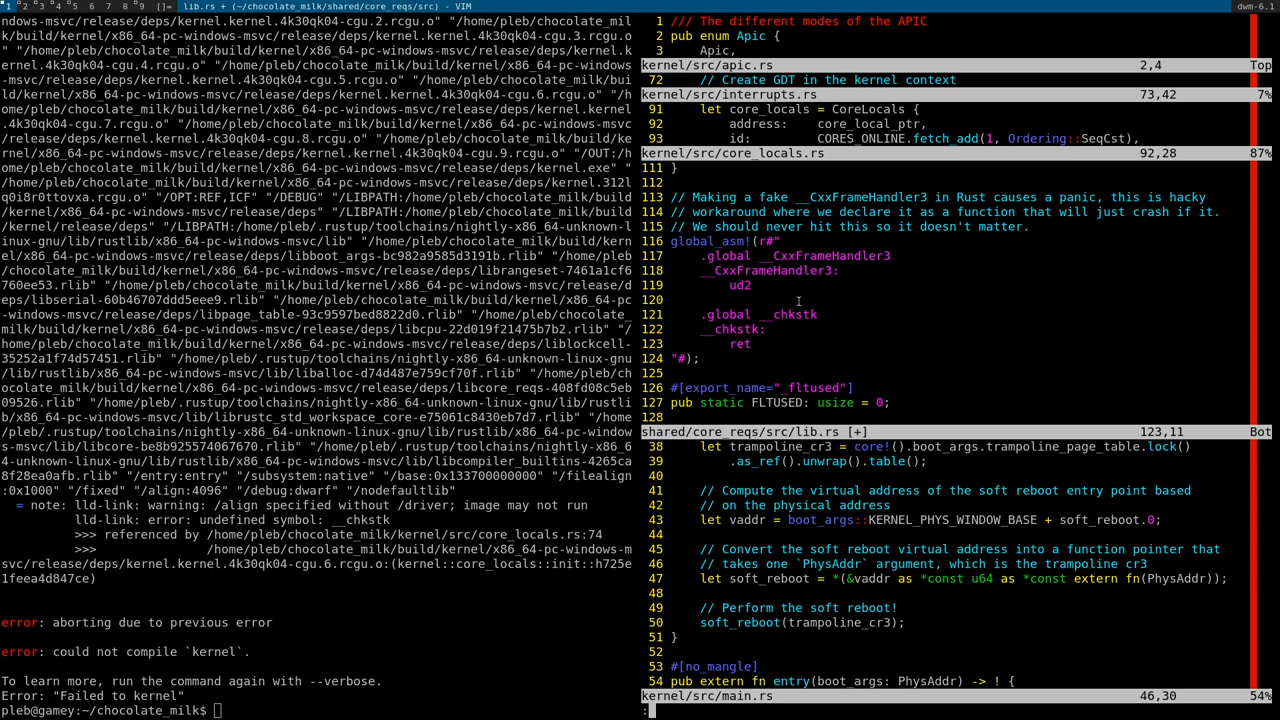 1 2 3 4 5 6 7 8 9 []= lib.rs + (~/chocolate_milk/shared/core_reqs/src) - VIM dwm-6.1
ndows-msvc/release/deps/kernel.kernel.4k30qk04-cgu.2.rcgu.o" "/home/pleb/chocolate_mil
k/build/kernel/x86_64-pc-windows-msvc/release/deps/kernel.kernel.4k30qk04-cgu.3.rcgu.o
" "/home/pleb/chocolate_milk/build/kernel/x86_64-pc-windows-msvc/release/deps/kernel.k
ernel.4k30qk04-cgu.4.rcgu.o" "/home/pleb/chocolate_milk/build/kernel/x86_64-pc-windows
-msvc/release/deps/kernel.kernel.4k30qk04-cgu.5.rcgu.o" "/home/pleb/chocolate_milk/bui
ld/kernel/x86_64-pc-windows-msvc/release/deps/kernel.kernel.4k30qk04-cgu.6.rcgu.o" "/h
ome/pleb/chocolate_milk/build/kernel/x86_64-pc-windows-msvc/release/deps/kernel.kernel
.4k30qk04-cgu.7.rcgu.o" "/home/pleb/chocolate_milk/build/kernel/x86_64-pc-windows-msvc
/release/deps/kernel.kernel.4k30qk04-cgu.8.rcgu.o" "/home/pleb/chocolate_milk/build/ke
rnel/x86_64-pc-windows-msvc/release/deps/kernel.kernel.4k30qk04-cgu.9.rcgu.o" "/OUT:/h
ome/pleb/chocolate_milk/build/kernel/x86_64-pc-windows-msvc/release/deps/kernel.exe" "
/home/pleb/chocolate_milk/build/kernel/x86_64-pc-windows-msvc/release/deps/kernel.312l
q0i8r0ttovxa.rcgu.o" "/OPT:REF,ICF" "/DEBUG" "/LIBPATH:/home/pleb/chocolate_milk/build
/kernel/x86_64-pc-windows-msvc/release/deps" "/LIBPATH:/home/pleb/chocolate_milk/build
/kernel/release/deps" "/LIBPATH:/home/pleb/.rustup/toolchains/nightly-x86_64-unknown-l
inux-gnu/lib/rustlib/x86_64-pc-windows-msvc/lib" "/home/pleb/chocolate_milk/build/kern
el/x86_64-pc-windows-msvc/release/deps/libboot_args-bc982a9585d3191b.rlib" "/home/pleb
/chocolate_milk/build/kernel/x86_64-pc-windows-msvc/release/deps/librangeset-7461a1cf6
760ee53.rlib" "/home/pleb/chocolate_milk/build/kernel/x86_64-pc-windows-msvc/release/d
eps/libserial-60b46707ddd5eee9.rlib" "/home/pleb/chocolate_milk/build/kernel/x86_64-pc
-windows-msvc/release/deps/libpage_table-93c9597bed8822d0.rlib" "/home/pleb/chocolate_
milk/build/kernel/x86_64-pc-windows-msvc/release/deps/libcpu-22d019f21475b7b2.rlib" "/
home/pleb/chocolate_milk/build/kernel/x86_64-pc-windows-msvc/release/deps/liblockcell-
35252a1f74d57451.rlib" "/home/pleb/.rustup/toolchains/nightly-x86_64-unknown-linux-gnu
/lib/rustlib/x86_64-pc-windows-msvc/lib/liballoc-d74d487e759cf70f.rlib" "/home/pleb/ch
ocolate_milk/build/kernel/x86_64-pc-windows-msvc/release/deps/libcore_reqs-408fd08c5eb
09526.rlib" "/home/pleb/.rustup/toolchains/nightly-x86_64-unknown-linux-gnu/lib/rustli
b/x86_64-pc-windows-msvc/lib/librustc_std_workspace_core-e75061c8430eb7d7.rlib" "/home
/pleb/.rustup/toolchains/nightly-x86_64-unknown-linux-gnu/lib/rustlib/x86_64-pc-window
s-msvc/lib/libcore-be0b925574067670.rlib" "/home/pleb/.rustup/toolchains/nightly-x86_6
4-unknown-linux-gnu/lib/rustlib/x86_64-pc-windows-msvc/lib/libcompiler_builtins-4265ca
8f28ea0afb.rlib" "/entry:entry" "/subsystem:native" "/base:0x133700000000" "/filealign
:0x1000" "/fixed" "/align:4096" "/debug:dwarf" "/nodefaultlib"
= note: lld-link: warning: /align specified without /driver; image may not run
lld-link: error: undefined symbol: __chkstk
>>> referenced by /home/pleb/chocolate_milk/kernel/src/core_locals.rs:74
>>> /home/pleb/chocolate_milk/build/kernel/x86_64-pc-windows-m
svc/release/deps/kernel.kernel.4k30qk04-cgu.6.rcgu.o:(kernel::core_locals::init::h725e
1feea4d847ce)
error: aborting due to previous error
error: could not compile `kernel`.
To learn more, run the command again with --verbose.
Error: "Failed to kernel"
pleb@gamey:~/chocolate_milk$
1 /// The different modes of the APIC
2 pub enum Apic {
3 Apic,
kernel/src/apic.rs 2,4 Top
72 // Create GDT in the kernel context
kernel/src/interrupts.rs 73,42 7%
91 let core_locals = CoreLocals {
92 address: core_local_ptr,
93 id: CORES_ONLINE.fetch_add(1, Ordering::SeqCst),
kernel/src/core_locals.rs 92,28 87%
111 }
112
113 // Making a fake __CxxFrameHandler3 in Rust causes a panic, this is hacky
114 // workaround where we declare it as a function that will just crash if it.
115 // We should never hit this so it doesn't matter.
116 global_asm!(r#"
117 .global __CxxFrameHandler3
118 __CxxFrameHandler3:
119 ud2
120
121 .global __chkstk
122 __chkstk:
123 ret
124 "#);
125
126 #[export_name="_fltused"]
127 pub static FLTUSED: usize = 0;
128
shared/core_reqs/src/lib.rs [+] 123,11 Bot
38 let trampoline_cr3 = core!().boot_args.trampoline_page_table.lock()
39 .as_ref().unwrap().table();
40
41 // Compute the virtual address of the soft reboot entry point based
42 // on the physical address
43 let vaddr = boot_args::KERNEL_PHYS_WINDOW_BASE + soft_reboot.0;
44
45 // Convert the soft reboot virtual address into a function pointer that
46 // takes one `PhysAddr` argument, which is the trampoline cr3
47 let soft_reboot = *(&vaddr as *const u64 as *const extern fn(PhysAddr));
48
49 // Perform the soft reboot!
50 soft_reboot(trampoline_cr3);
51 }
52
53 #[no_mangle]
54 pub extern fn entry(boot_args: PhysAddr) -> ! {
kernel/src/main.rs 46,30 54%
: